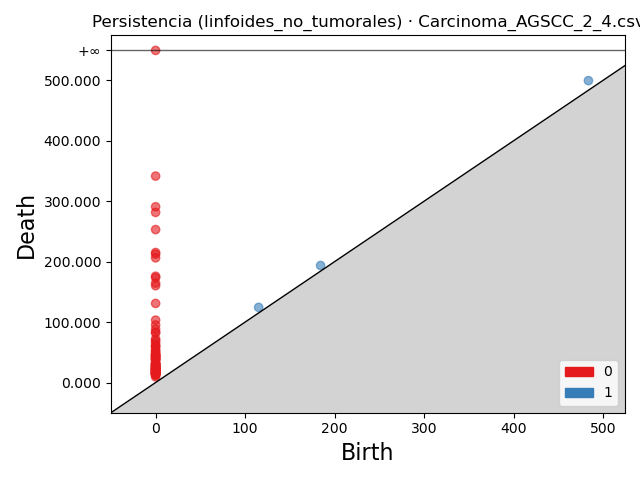 Persistencia (linfoides_no_tumorales) · Carcinoma_AGSCC_2_4.csv
+∞
500.000
400.000
300.000
200.000
100.000
0.000
Death
0 100 200 300 400 500
Birth
0
1